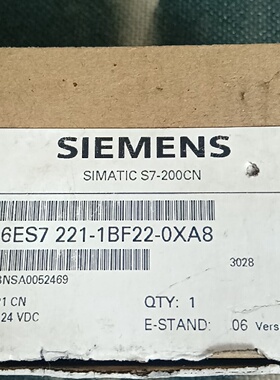 SIEMENS
SIMATIC S7-200CN
6ES7 221-1BF22-0XA8
3028
BNSA0052469
21 CN
24 VDC
QTY: 1
E-STAND: 06 Vers